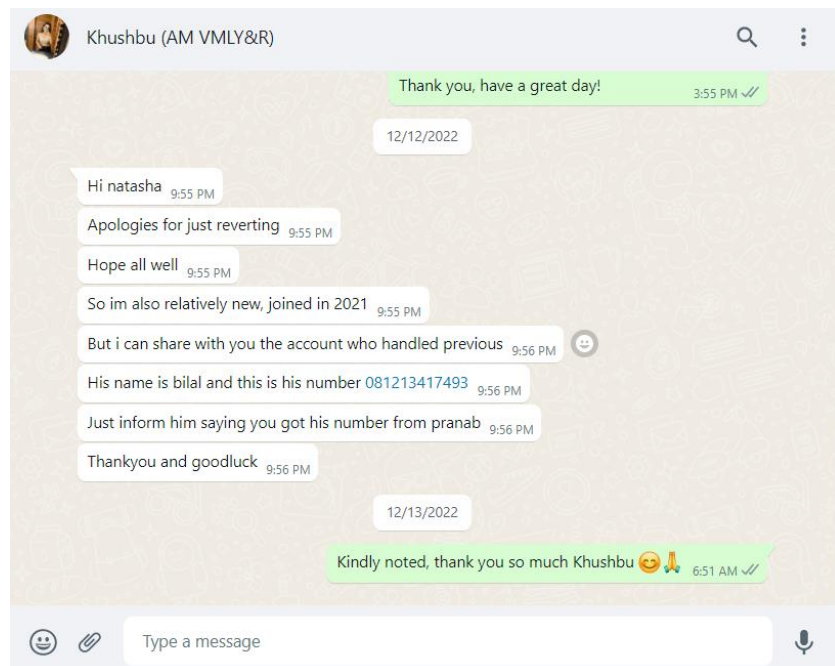 Khushbu (AM VMLY&R)
Thank you, have a great day! 3:55 PM
12/12/2022
Hi natasha 9:55 PM
Apologies for just reverting 9:55 PM
Hope all well 9:55 PM
So im also relatively new, joined in 2021 9:55 PM
But i can share with you the account who handled previous 9:56 PM
His name is bilal and this is his number 081213417493 9:56 PM
Just inform him saying you got his number from pranab 9:56 PM
Thankyou and goodluck 9:56 PM
12/13/2022
Kindly noted, thank you so much Khushbu 😊🙏 6:51 AM
Type a message